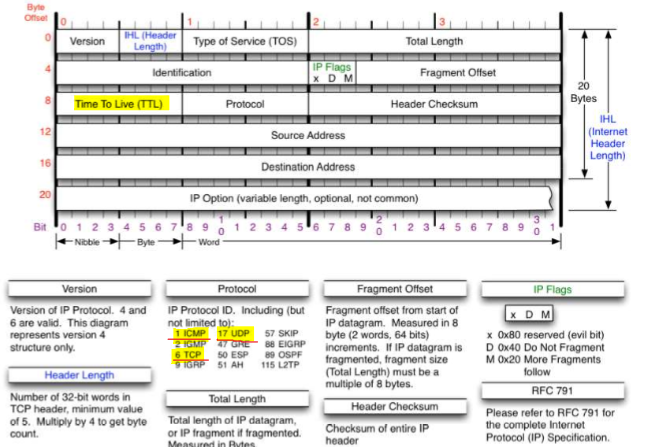 Byte
Offset
0 1 2 3
0 Version IHL (Header Length) Type of Service (TOS) Total Length
4 Identification IP Flags x D M Fragment Offset
8 Time To Live (TTL) Protocol Header Checksum
12 Source Address
16 Destination Address
20 IP Option (variable length, optional, not common)
20
Bytes
IHL
(Internet
Header
Length)
Bit 0 1 2 3 4 5 6 7 8 9 10 1 2 3 4 5 6 7 8 9 20 1 2 3 4 5 6 7 8 9 30 1
Nibble Byte Word
Version
Version of IP Protocol. 4 and
6 are valid. This diagram
represents version 4
structure only.
Header Length
Number of 32-bit words in
TCP header, minimum value
of 5. Multiply by 4 to get byte
count.
Protocol
IP Protocol ID. Including (but
not limited to):
1 ICMP 17 UDP 57 SKIP
2 IGMP 47 GRE 88 EIGRP
6 TCP 50 ESP 89 OSPF
9 IGRP 51 AH 115 L2TP
Total Length
Total length of IP datagram,
or IP fragment if fragmented.
Measured in Bytes.
Fragment Offset
Fragment offset from start of
IP datagram. Measured in 8
byte (2 words, 64 bits)
increments. If IP datagram is
fragmented, fragment size
(Total Length) must be a
multiple of 8 bytes.
Header Checksum
Checksum of entire IP
header
IP Flags
x D M
x 0x80 reserved (evil bit)
D 0x40 Do Not Fragment
M 0x20 More Fragments
follow
RFC 791
Please refer to RFC 791 for
the complete Internet
Protocol (IP) Specification.